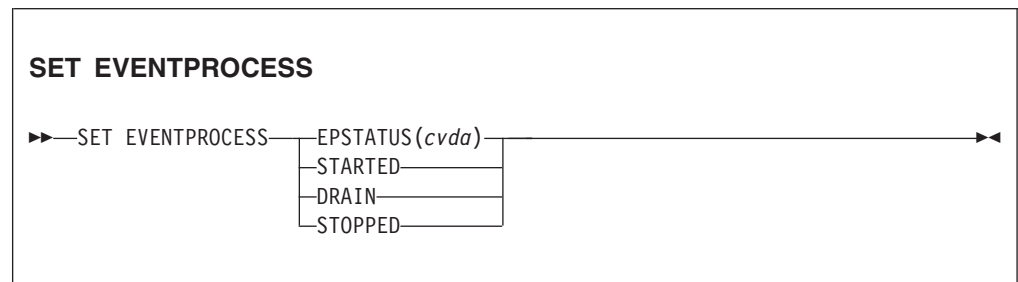 SET EVENTPROCESS
SET EVENTPROCESS EPSTATUS(cvda)
STARTED
DRAIN
STOPPED